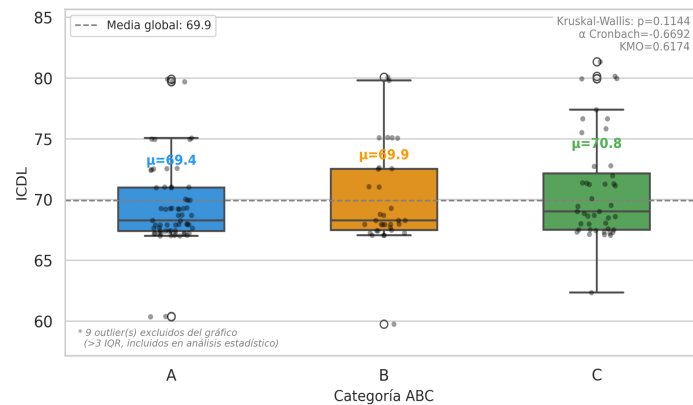 85
80
75
70
65
60
ICDL
Media global: 69.9
Kruskal-Wallis: p=0.1144
α Cronbach=-0.6692
KMO=0.6174
μ=69.4
μ=69.9
μ=70.8
* 9 outlier(s) excluidos del gráfico
(>3 IQR, incluidos en análisis estadístico)
A
B
C
Categoría ABC